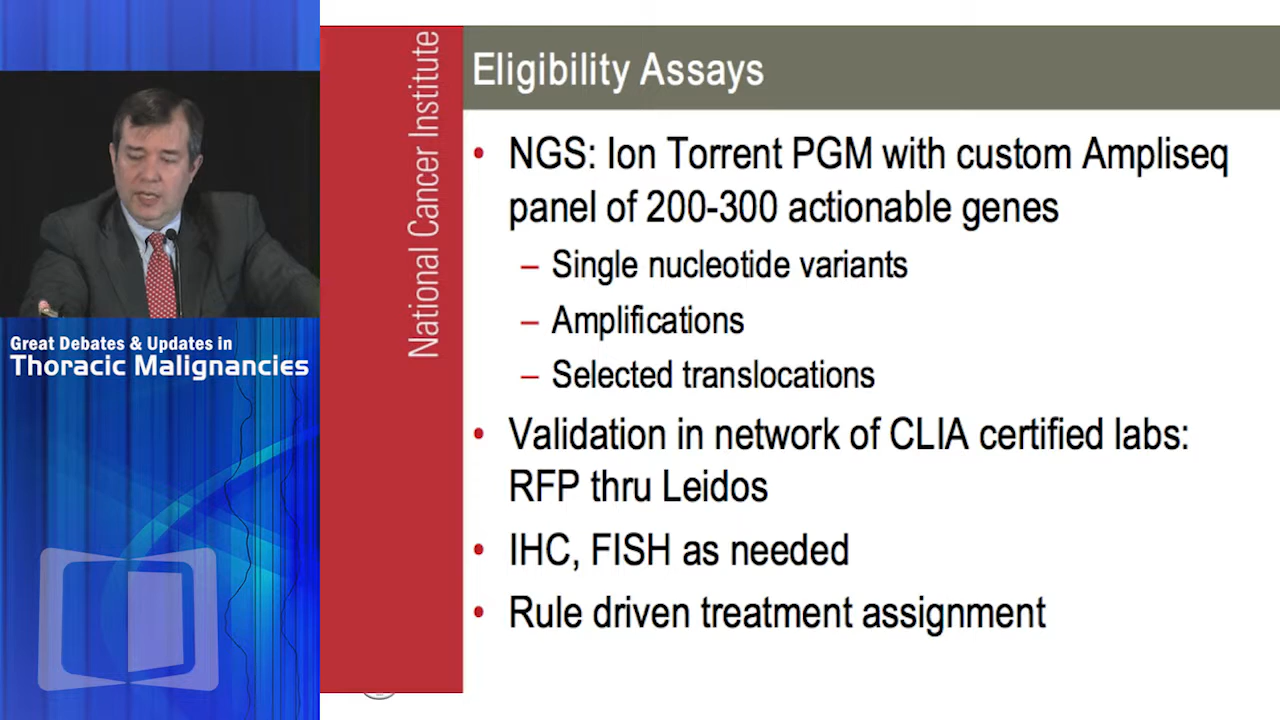 National Cancer Institute
Eligibility Assays
• NGS: Ion Torrent PGM with custom Ampliseq
panel of 200-300 actionable genes
– Single nucleotide variants
– Amplifications
– Selected translocations
• Validation in network of CLIA certified labs:
RFP thru Leidos
• IHC, FISH as needed
• Rule driven treatment assignment
Great Debates & Updates in
Thoracic Malignancies